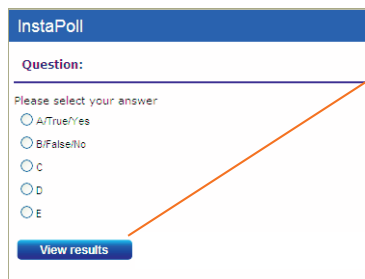 InstaPoll
Question:
Please select your answer
A/True/Yes
B/False/No
C
D
E
View results